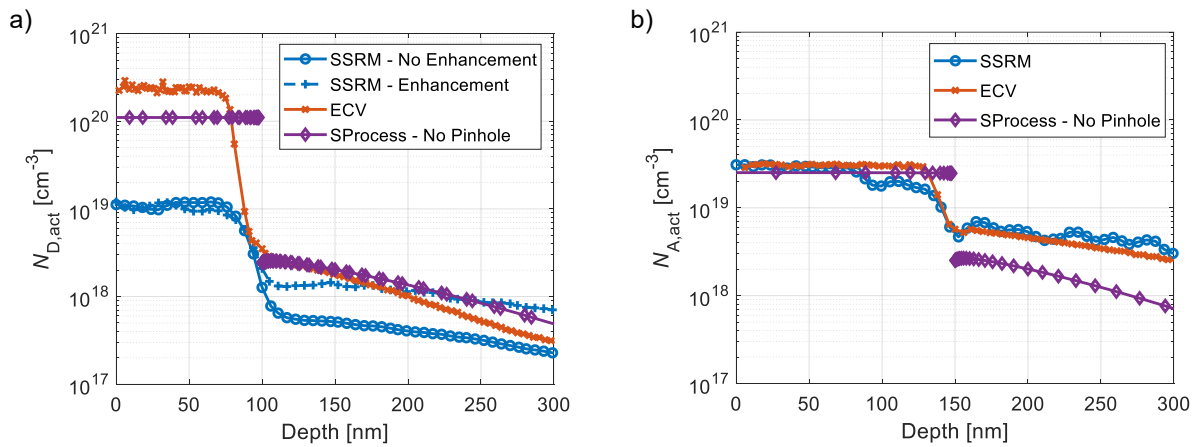 a)
N_D,act [cm^-3]
10^21
10^20
10^19
10^18
10^17
SSRM - No Enhancement
SSRM - Enhancement
ECV
SProcess - No Pinhole
0 50 100 150 200 250 300
Depth [nm]
b)
N_A,act [cm^-3]
10^21
10^20
10^19
10^18
10^17
SSRM
ECV
SProcess - No Pinhole
0 50 100 150 200 250 300
Depth [nm]